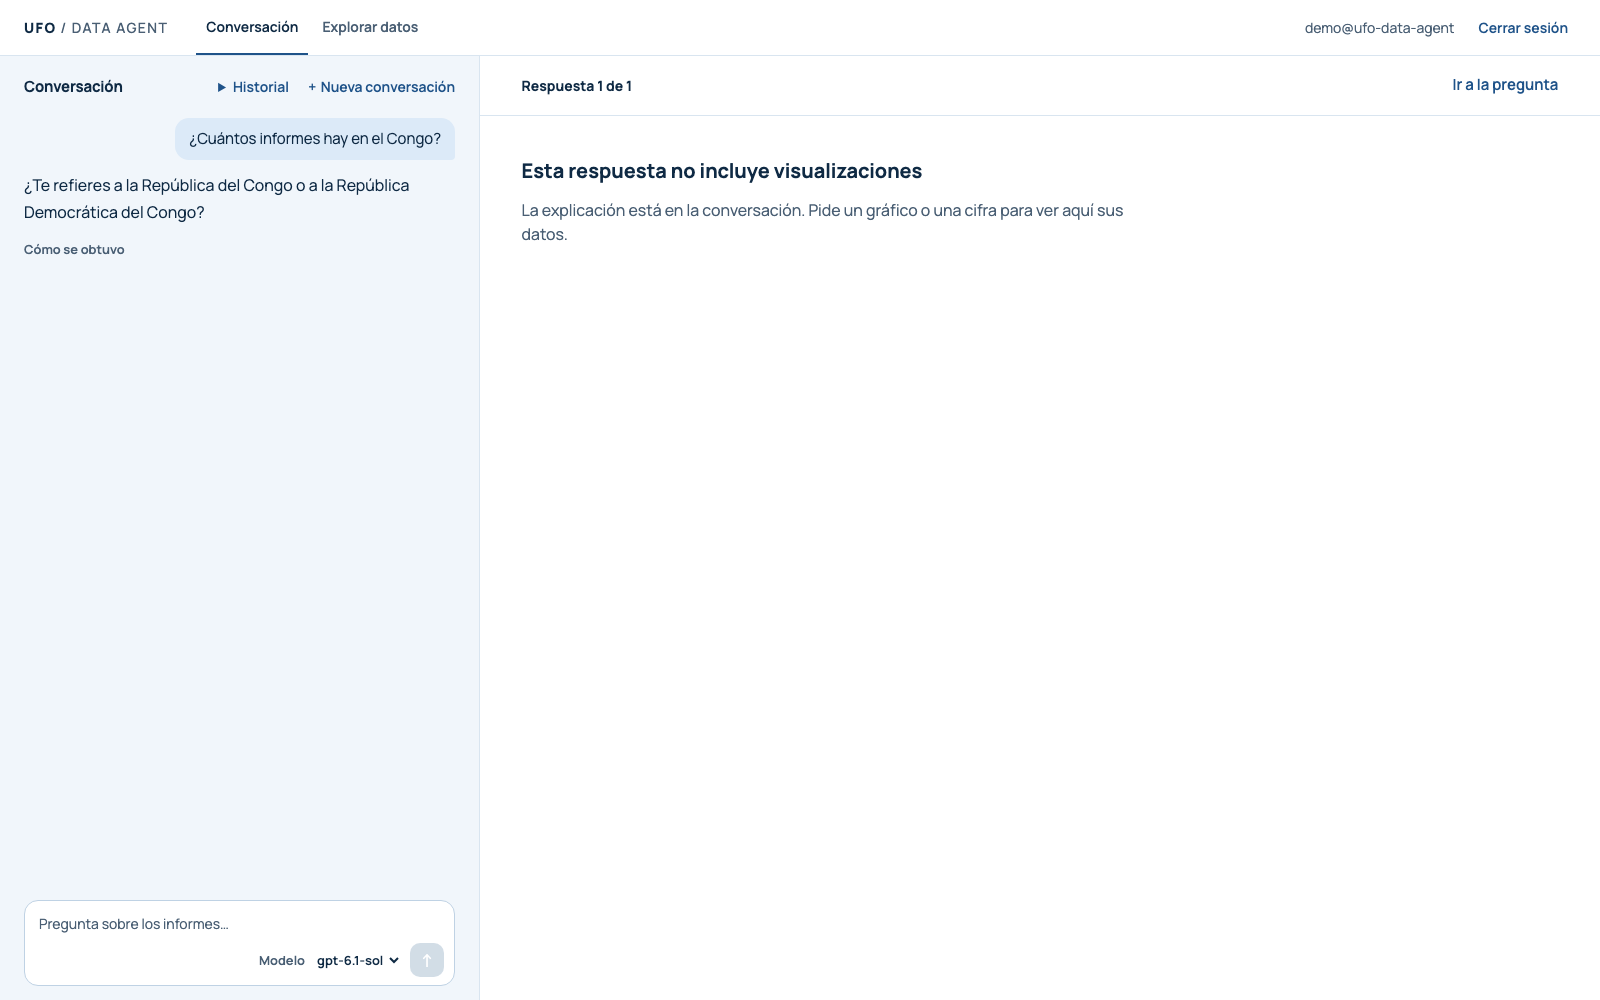 UFO / DATA AGENT
Conversación
Explorar datos
demo@ufo-data-agent
Cerrar sesión
Conversación
▶ Historial
+ Nueva conversación
¿Cuántos informes hay en el Congo?
¿Te refieres a la República del Congo o a la República
Democrática del Congo?
Cómo se obtuvo
Pregunta sobre los informes…
Modelo
gpt-6.1-sol
Respuesta 1 de 1
Ir a la pregunta
Esta respuesta no incluye visualizaciones
La explicación está en la conversación. Pide un gráfico o una cifra para ver aquí sus
datos.